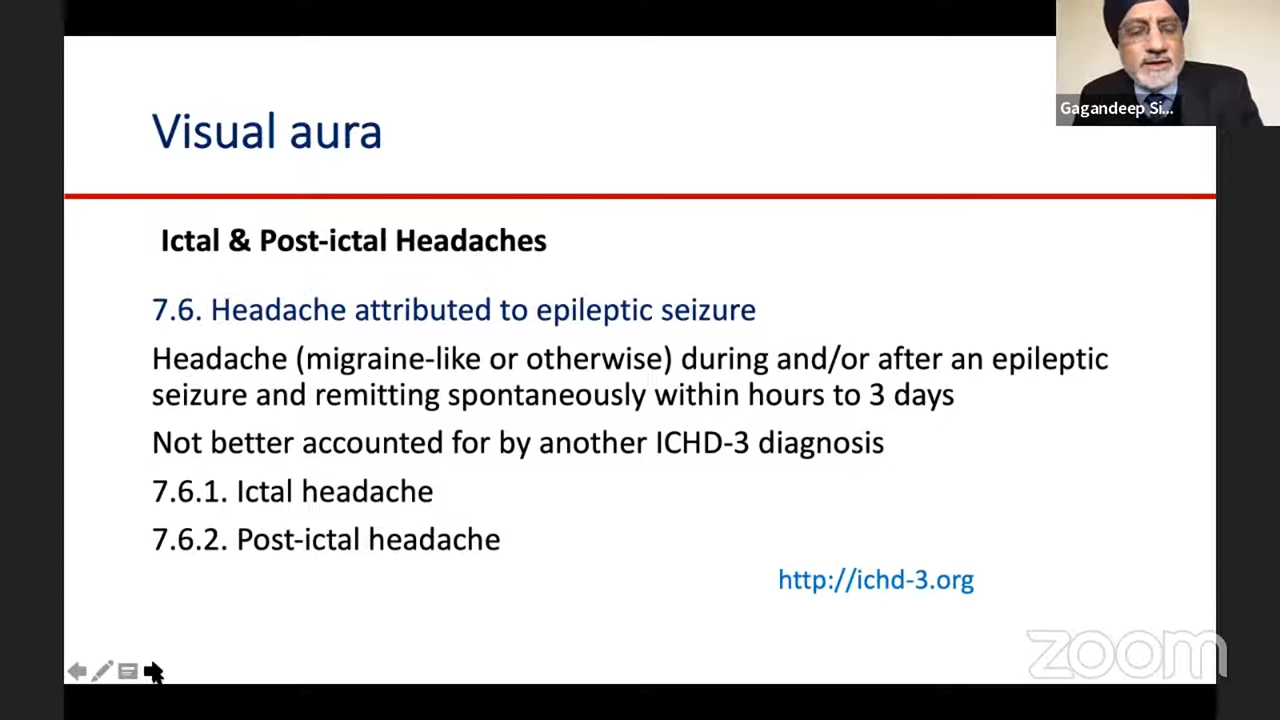 Gagandeep Si...
Visual aura
Ictal & Post-ictal Headaches
7.6. Headache attributed to epileptic seizure
Headache (migraine-like or otherwise) during and/or after an epileptic
seizure and remitting spontaneously within hours to 3 days
Not better accounted for by another ICHD-3 diagnosis
7.6.1. Ictal headache
7.6.2. Post-ictal headache
http://ichd-3.org
zoom